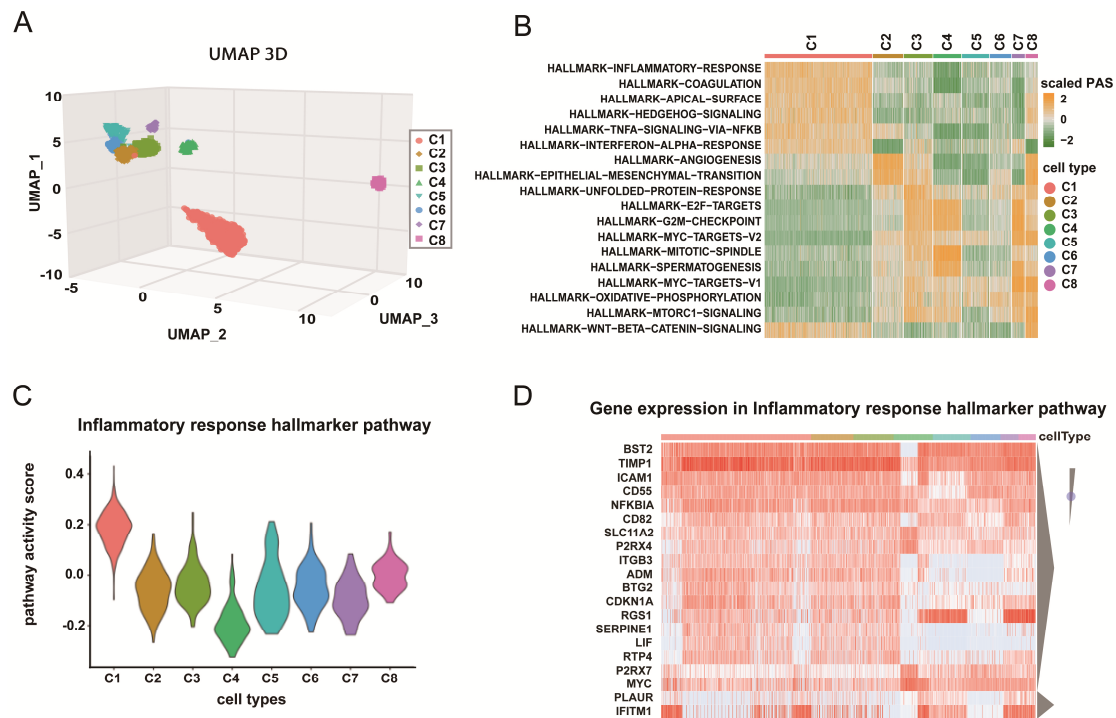 A
UMAP 3D
10
5
0
-5
-10
UMAP_1
-5
0
5
10
UMAP_2
0
10
UMAP_3
C1
C2
C3
C4
C5
C6
C7
C8
B
C1 C2 C3 C4 C5 C6 C7 C8
HALLMARK-INFLAMMATORY-RESPONSE
HALLMARK-COAGULATION
HALLMARK-APICAL-SURFACE
HALLMARK-HEDGEHOG-SIGNALING
HALLMARK-TNFA-SIGNALING-VIA-NFKB
HALLMARK-INTERFERON-ALPHA-RESPONSE
HALLMARK-ANGIOGENESIS
HALLMARK-EPITHELIAL-MESENCHYMAL-TRANSITION
HALLMARK-UNFOLDED-PROTEIN-RESPONSE
HALLMARK-E2F-TARGETS
HALLMARK-G2M-CHECKPOINT
HALLMARK-MYC-TARGETS-V2
HALLMARK-MITOTIC-SPINDLE
HALLMARK-SPERMATOGENESIS
HALLMARK-MYC-TARGETS-V1
HALLMARK-OXIDATIVE-PHOSPHORYLATION
HALLMARK-MTORC1-SIGNALING
HALLMARK-WNT-BETA-CATENIN-SIGNALING
scaled PAS
2
0
−2
cell type
C1
C2
C3
C4
C5
C6
C7
C8
C
Inflammatory response hallmarker pathway
pathway activity score
0.4
0.2
0.0
-0.2
C1 C2 C3 C4 C5 C6 C7 C8
cell types
D
Gene expression in Inflammatory response hallmarker pathway
cellType
BST2
TIMP1
ICAM1
CD55
NFKBIA
CD82
SLC11A2
P2RX4
ITGB3
ADM
BTG2
CDKN1A
RGS1
SERPINE1
LIF
RTP4
P2RX7
MYC
PLAUR
IFITM1